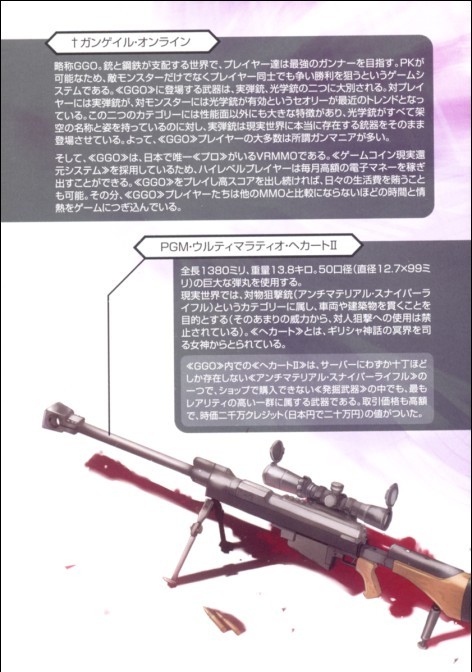 †ガンゲイル・オンライン
略称GGO。銃と鋼鉄が支配する世界で、プレイヤー達は最強のガンナーを目指す。PKが
可能なため、敵モンスターだけでなくプレイヤー同士でも争い勝利を狙うというゲームシ
ステムである。≪GGO≫に登場する武器は、実弾銃、光学銃の二つに大別される。対プレイ
ヤーには実弾銃が、対モンスターには光学銃が有効というセオリーが最近のトレンドとなっ
ている。この二つのカテゴリーには性能面以外にも大きな特徴があり、光学銃がすべて架
空の名称と姿を持っているのに対し、実弾銃は現実世界に本当に存在する銃器をそのまま
登場させている。よって、≪GGO≫プレイヤーの大多数は所謂ガンマニアが多い。
そして、≪GGO≫は、日本で唯一≪プロ≫がいるVRMMOである。≪ゲームコイン現実還
元システム≫を採用しているため、ハイレベルプレイヤーは毎月高額の電子マネーを稼ぎ
出すことができる。≪GGO≫をプレイし高スコアを出し続ければ、日々の生活費を賄うこと
も可能。その分、≪GGO≫プレイヤーたちは他のMMOと比較にならないほどの時間と情
熱をゲームにつぎ込んでいる。
PGM・ウルティマラティオ・ヘカートⅡ
全長1380ミリ、重量13.8キロ。50口径(直径12.7×99ミ
リ)の巨大な弾丸を使用する。
現実世界では、対物狙撃銃(アンチマテリアル・スナイパーラ
イフル)というカテゴリーに属し、車両や建築物を貫くことを
目的とする(そのあまりの威力から、対人狙撃への使用は禁
止されている)。≪ヘカート≫とは、ギリシャ神話の冥界を司
る女神からとられている。
≪GGO≫内での≪ヘカートⅡ≫は、サーバーにわずか十丁ほど
しか存在しない≪アンチマテリアル・スナイパーライフル≫の
一つで、ショップで購入できない≪発掘武器≫の中でも、最も
レアリティの高い一群に属する武器である。取引価格も高額
で、時価二千万クレジット(日本円で二十万円)の値がついた。